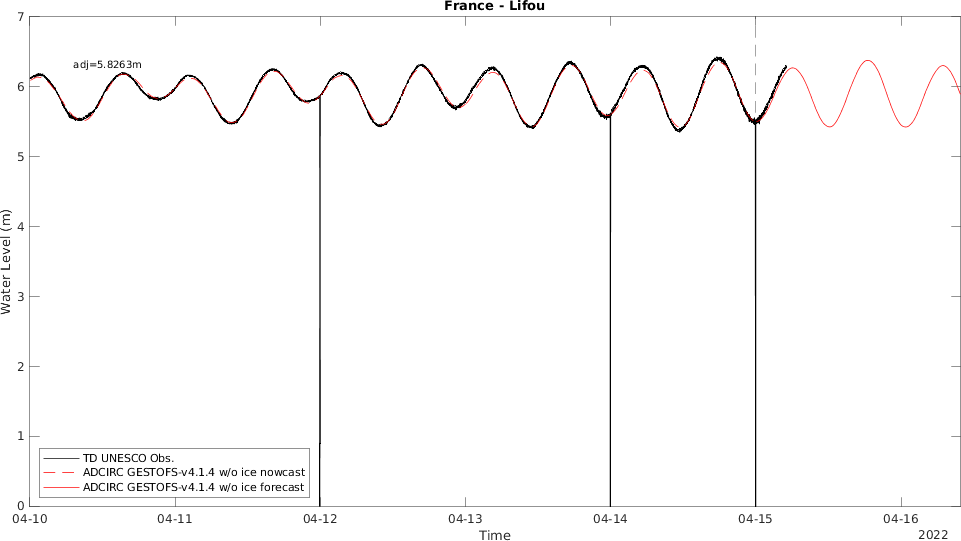 France - Lifou
7
adj=5.8263m
6
5
4
3
2
1
0
Water Level (m)
TD UNESCO Obs.
ADCIRC GESTOFS-v4.1.4 w/o ice nowcast
ADCIRC GESTOFS-v4.1.4 w/o ice forecast
04-10 04-11 04-12 04-13 04-14 04-15 04-16
Time
2022